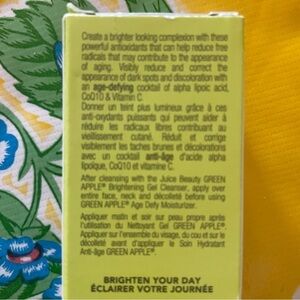 Create a brighter looking complexion with these
powerful antioxidants that can help reduce free
radicals that may contribute to the appearance
of aging. Visibly reduce and correct the
appearance of dark spots and discoloration with
an age-defying cocktail of alpha lipoic acid,
CoQ10 & Vitamin C.
Donner un teint plus lumineux grâce à ces
anti-oxydants puissants qui peuvent aider à
réduire les radicaux libres contribuant au
vieillissement cutané. Réduit et corrige
visiblement les taches brunes et décolorations
avec un cocktail anti-âge d'acide alpha
lipoïque, CoQ10 et vitamine C.
After cleansing with the Juice Beauty GREEN
APPLE® Brightening Gel Cleanser, apply over
entire face, neck and décolleté before using
GREEN APPLE® Age Defy Moisturizer.
Appliquer matin et soir sur peau propre après
l'utilisation du Nettoyant Gel GREEN APPLE®.
Appliquer sur l'ensemble du visage, du cou et sur le
décolleté avant d'appliquer le Soin Hydratant
Anti-âge GREEN APPLE®.
BRIGHTEN YOUR DAY
ÉCLAIRER VOTRE JOURNÉE